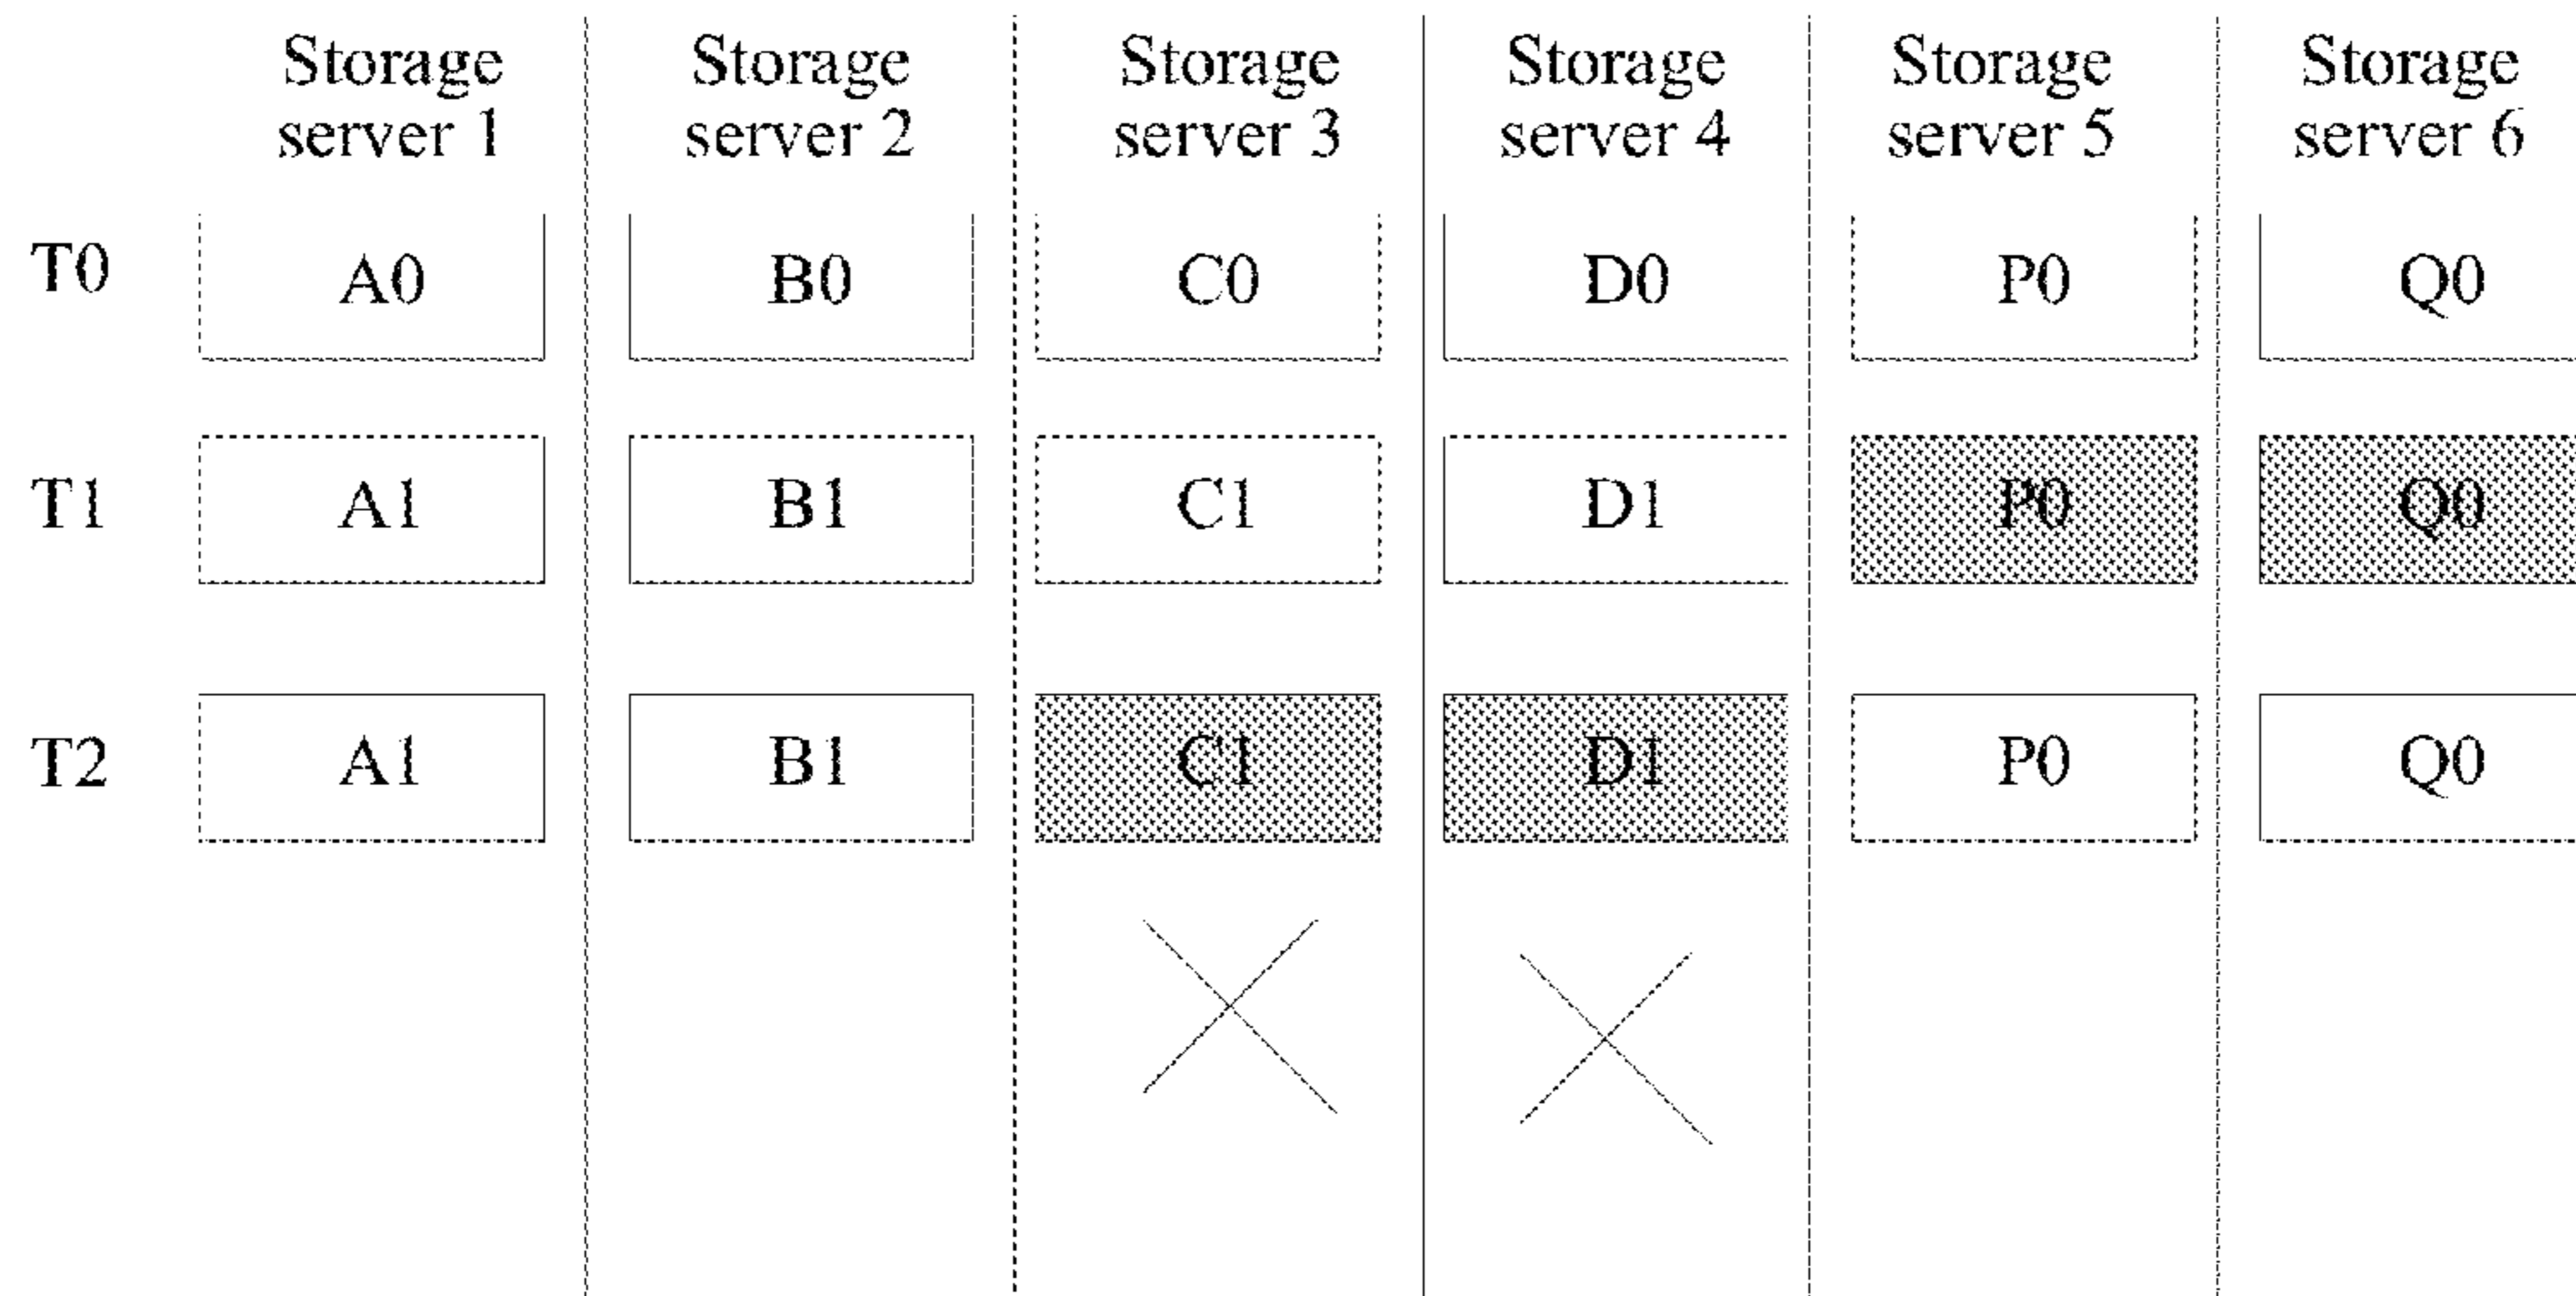 Storage server 1 Storage server 2 Storage server 3 Storage server 4 Storage server 5 Storage server 6
T0 A0 B0 C0 D0 P0 Q0
T1 A1 B1 C1 D1 P0 Q0
T2 A1 B1 C1 D1 P0 Q0